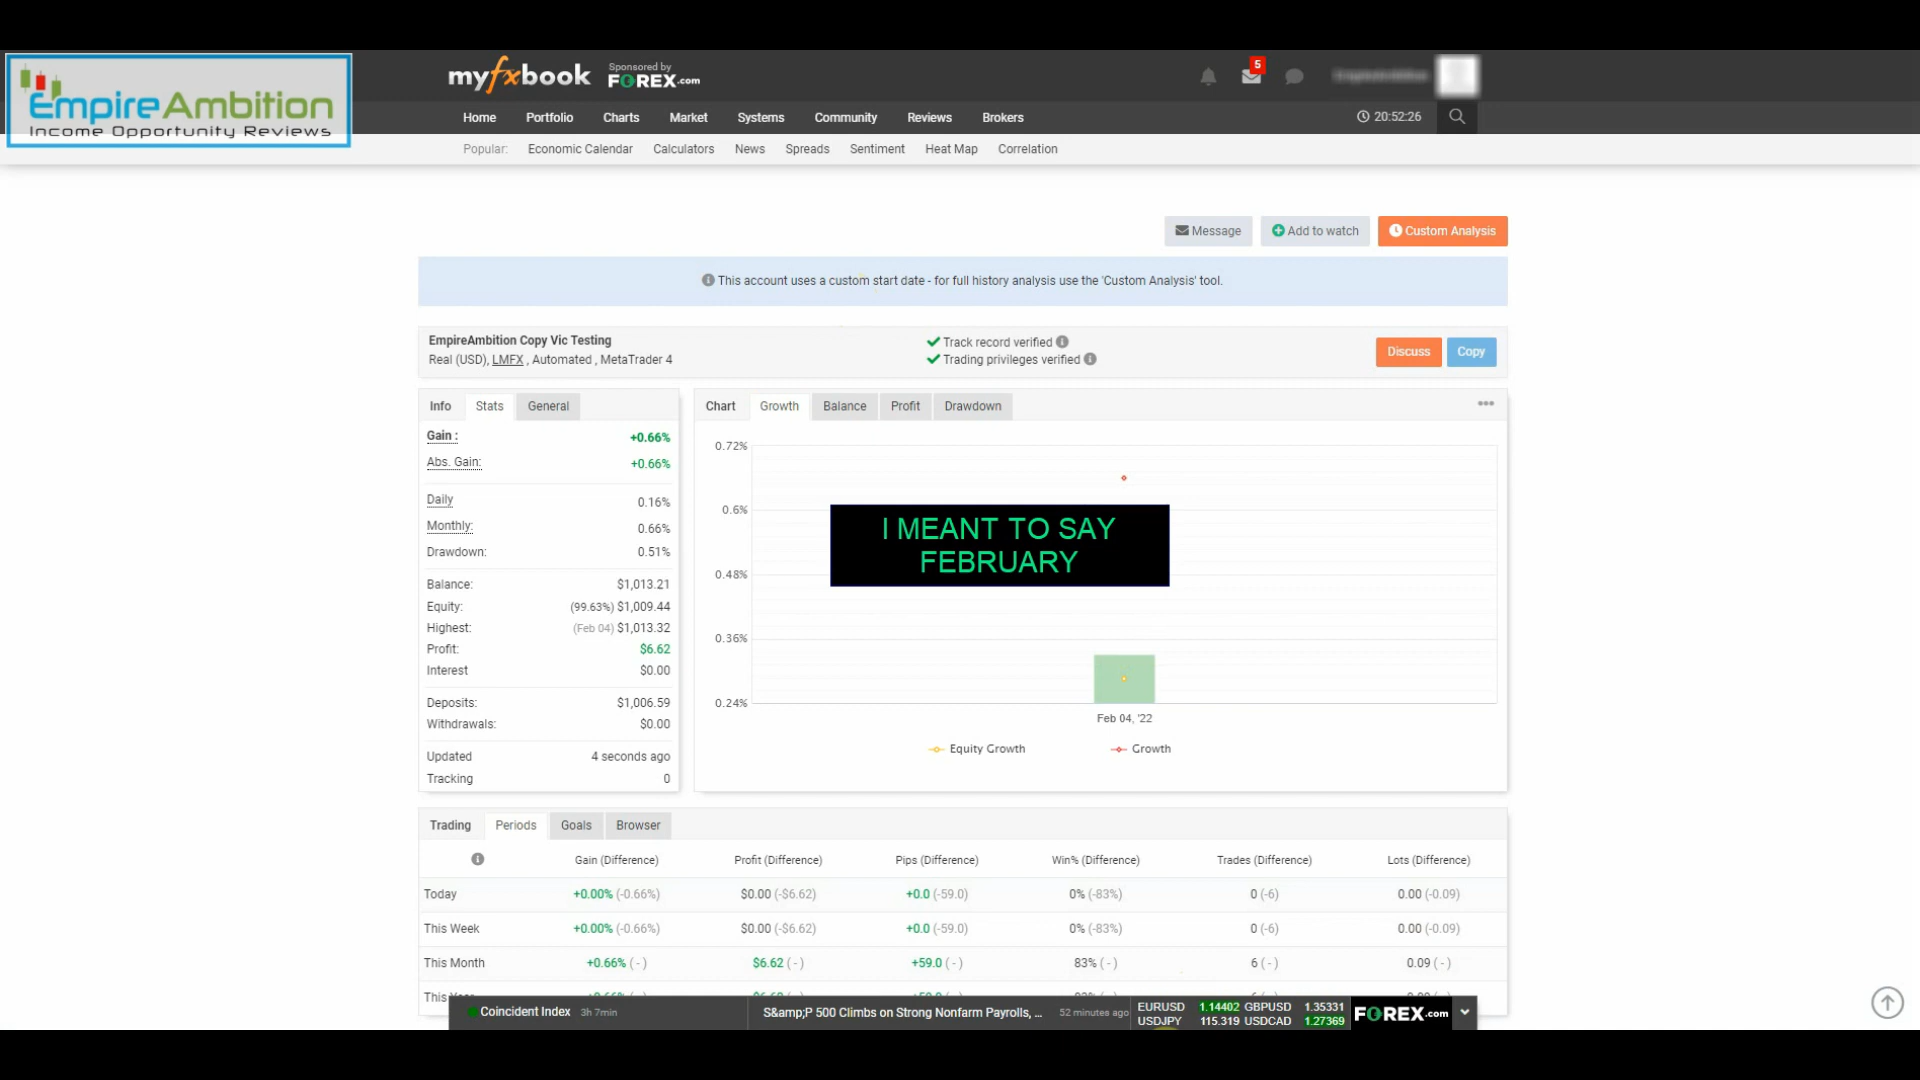 EmpireAmbition
Income Opportunity Reviews
myfxbook
Sponsored by
FOREX.com
5
Home Portfolio Charts Market Systems Community Reviews Brokers
20:52:26
Popular: Economic Calendar Calculators News Spreads Sentiment Heat Map Correlation
Message Add to watch Custom Analysis
This account uses a custom start date - for full history analysis use the 'Custom Analysis' tool.
EmpireAmbition Copy Vic Testing
Real (USD), LMFX , Automated , MetaTrader 4
Track record verified
Trading privileges verified
Discuss Copy
Info Stats General
Gain : +0.66%
Abs. Gain: +0.66%
Daily 0.16%
Monthly: 0.66%
Drawdown: 0.51%
Balance: $1,013.21
Equity: (99.63%) $1,009.44
Highest: (Feb 04) $1,013.32
Profit: $6.62
Interest $0.00
Deposits: $1,006.59
Withdrawals: $0.00
Updated 4 seconds ago
Tracking 0
Chart Growth Balance Profit Drawdown
0.72%
0.6%
0.48%
0.36%
0.24%
I MEANT TO SAY
FEBRUARY
Feb 04, '22
Equity Growth Growth
Trading Periods Goals Browser
Gain (Difference) Profit (Difference) Pips (Difference) Win% (Difference) Trades (Difference) Lots (Difference)
Today +0.00% (-0.66%) $0.00 (-$6.62) +0.0 (-59.0) 0% (-83%) 0 (-6) 0.00 (-0.09)
This Week +0.00% (-0.66%) $0.00 (-$6.62) +0.0 (-59.0) 0% (-83%) 0 (-6) 0.00 (-0.09)
This Month +0.66% ( - ) $6.62 ( - ) +59.0 ( - ) 83% ( - ) 6 ( - ) 0.09 ( - )
This
Coincident Index 3h 7min
S&amp;P 500 Climbs on Strong Nonfarm Payrolls, ... 52 minutes ago
EURUSD 1.14402 GBPUSD 1.35331
USDJPY 115.319 USDCAD 1.27369
FOREX.com